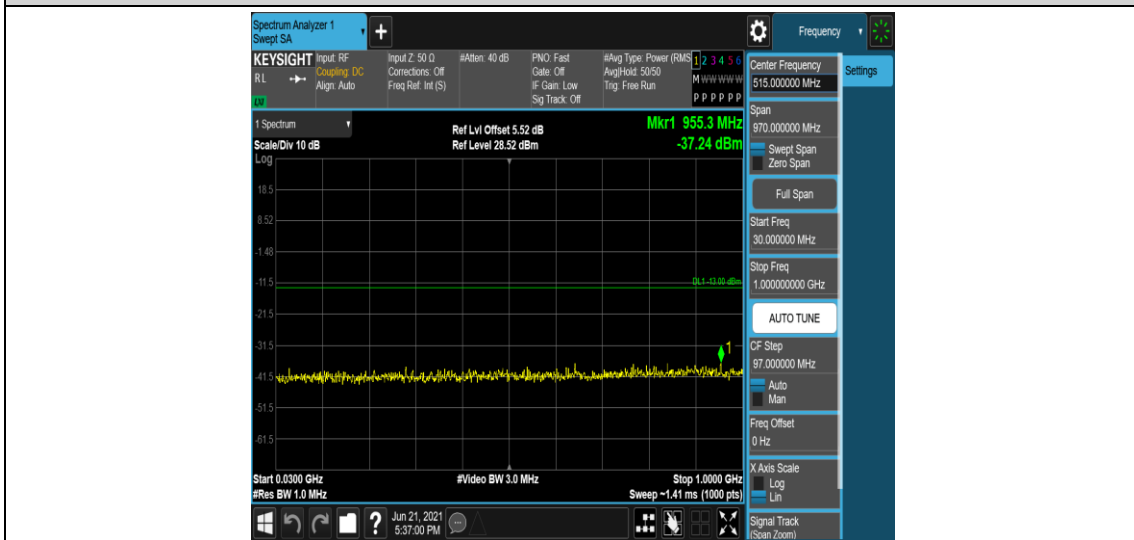 Spectrum Analyzer 1
Swept SA
+
Frequency
KEYSIGHT
RL
Input: RF
Coupling: DC
Align: Auto
Input Z: 50 Ω
Corrections: Off
Freq Ref: Int (S)
#Atten: 40 dB
PNO: Fast
Gate: Off
IF Gain: Low
Sig Track: Off
#Avg Type: Power (RMS
Avg|Hold: 50/50
Trig: Free Run
1 2 3 4 5 6
M W W W W W
P P P P P P
1 Spectrum
Scale/Div 10 dB
Log
Ref Lvl Offset 5.52 dB
Ref Level 28.52 dBm
Mkr1 955.3 MHz
-37.24 dBm
18.5
8.52
-1.48
-11.5
DL1 -13.00 dBm
-21.5
-31.5
1
-41.5
-51.5
-61.5
Start 0.0300 GHz
#Res BW 1.0 MHz
#Video BW 3.0 MHz
Stop 1.0000 GHz
Sweep ~1.41 ms (1000 pts)
Center Frequency
515.000000 MHz
Settings
Span
970.000000 MHz
Swept Span
Zero Span
Full Span
Start Freq
30.000000 MHz
Stop Freq
1.000000000 GHz
AUTO TUNE
CF Step
97.000000 MHz
Auto
Man
Freq Offset
0 Hz
X Axis Scale
Log
Lin
Signal Track
(Span Zoom)
?
Jun 21, 2021
5:37:00 PM